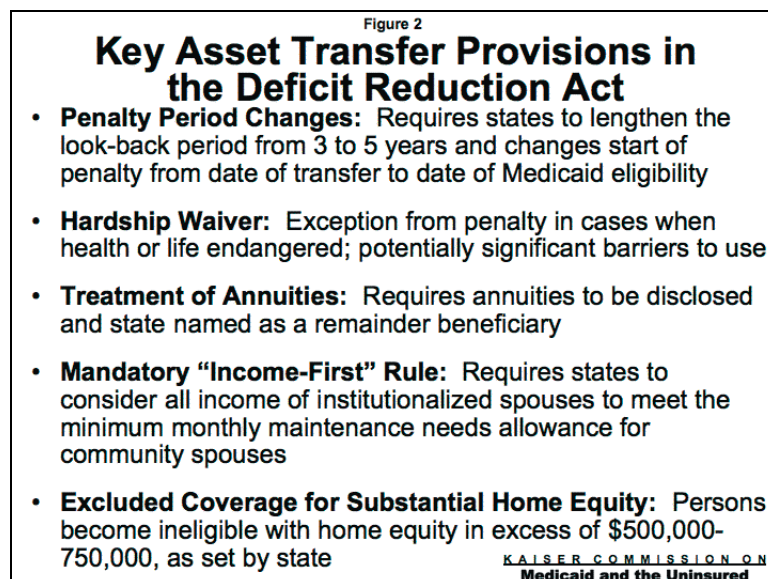 Figure 2
Key Asset Transfer Provisions in
the Deficit Reduction Act
• Penalty Period Changes: Requires states to lengthen the
look-back period from 3 to 5 years and changes start of
penalty from date of transfer to date of Medicaid eligibility
• Hardship Waiver: Exception from penalty in cases when
health or life endangered; potentially significant barriers to use
• Treatment of Annuities: Requires annuities to be disclosed
and state named as a remainder beneficiary
• Mandatory “Income-First” Rule: Requires states to
consider all income of institutionalized spouses to meet the
minimum monthly maintenance needs allowance for
community spouses
• Excluded Coverage for Substantial Home Equity: Persons
become ineligible with home equity in excess of $500,000-
750,000, as set by state
KAISER COMMISSION ON
Medicaid and the Uninsured